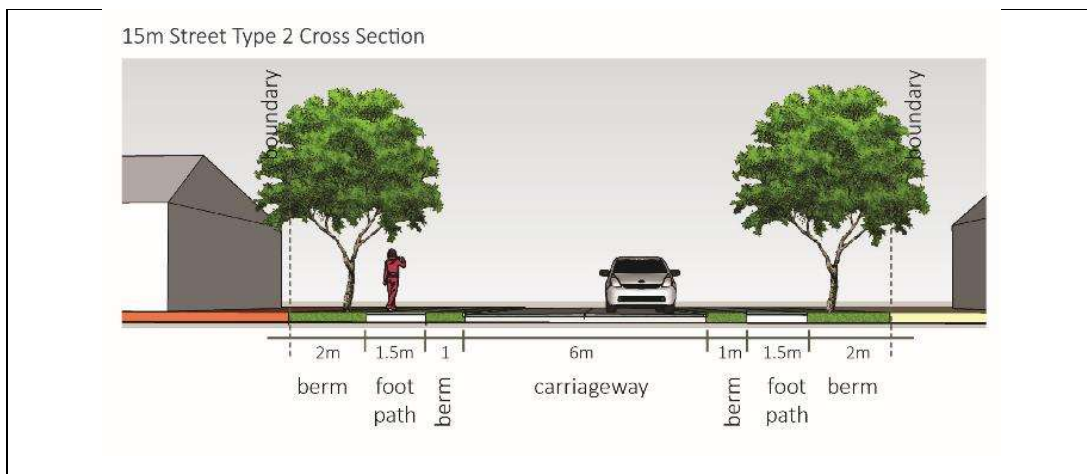 15m Street Type 2 Cross Section
boundary
boundary
2m 1.5m 1 6m 1m 1.5m 2m
berm foot path berm carriageway berm foot path berm